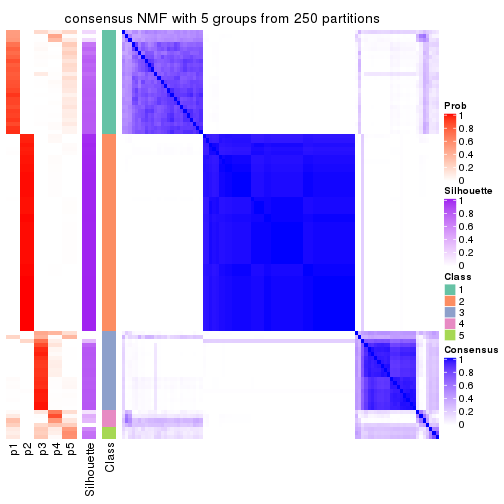 consensus NMF with 5 groups from 250 partitions
Prob
1
0.8
0.6
0.4
0.2
0
Silhouette
1
0.8
0.6
0.4
0.2
0
Class
1
2
3
4
5
Consensus
1
0.8
0.6
0.4
0.2
0
p1
p2
p3
p4
p5
Silhouette
Class